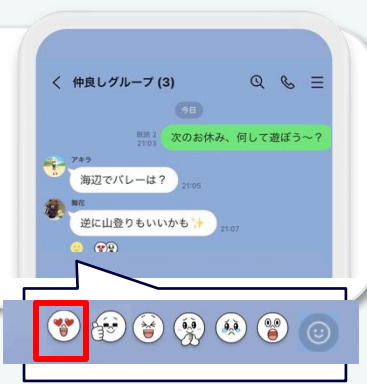 仲良しグループ (3)
今日
既読 2
21:03
次のお休み、何して遊ぼう～？
アキラ
海辺でバレーは？
21:05
舞花
逆に山登りもいいかも✨
21:07